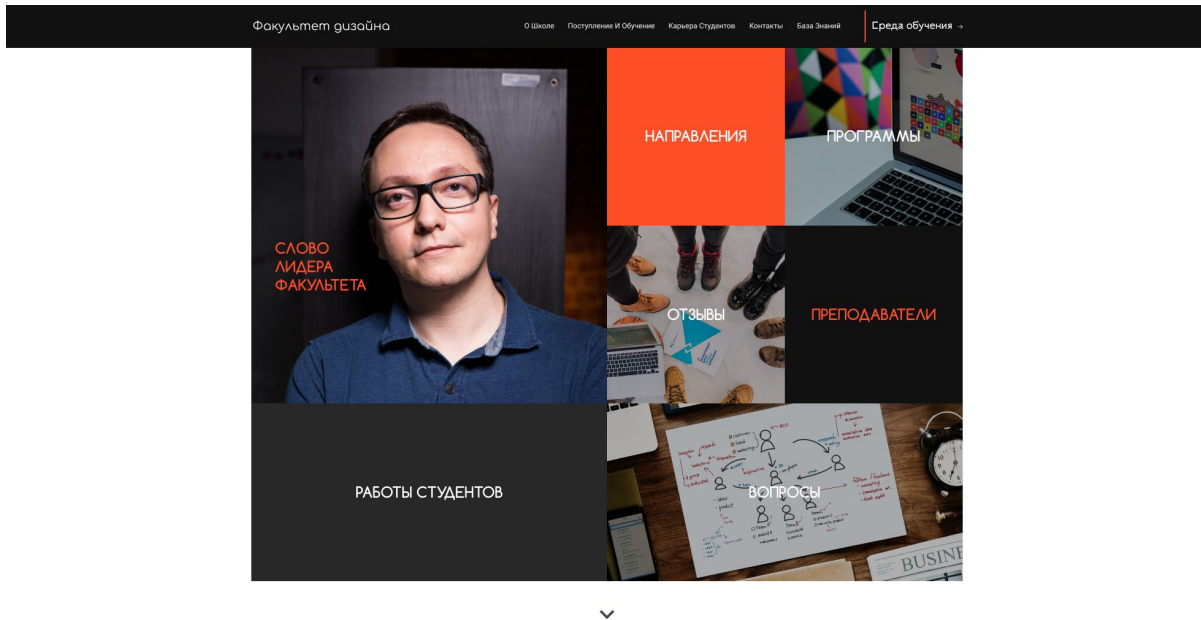 Факультет дизайна
О Школе
Поступление И Обучение
Карьера Студентов
Контакты
База Знаний
Среда обучения →
НАПРАВЛЕНИЯ
ПРОГРАММЫ
СЛОВО
ЛИДЕРА
ФАКУЛЬТЕТА
ОТЗЫВЫ
ПРЕПОДАВАТЕЛИ
РАБОТЫ СТУДЕНТОВ
ВОПРОСЫ
BUSINE